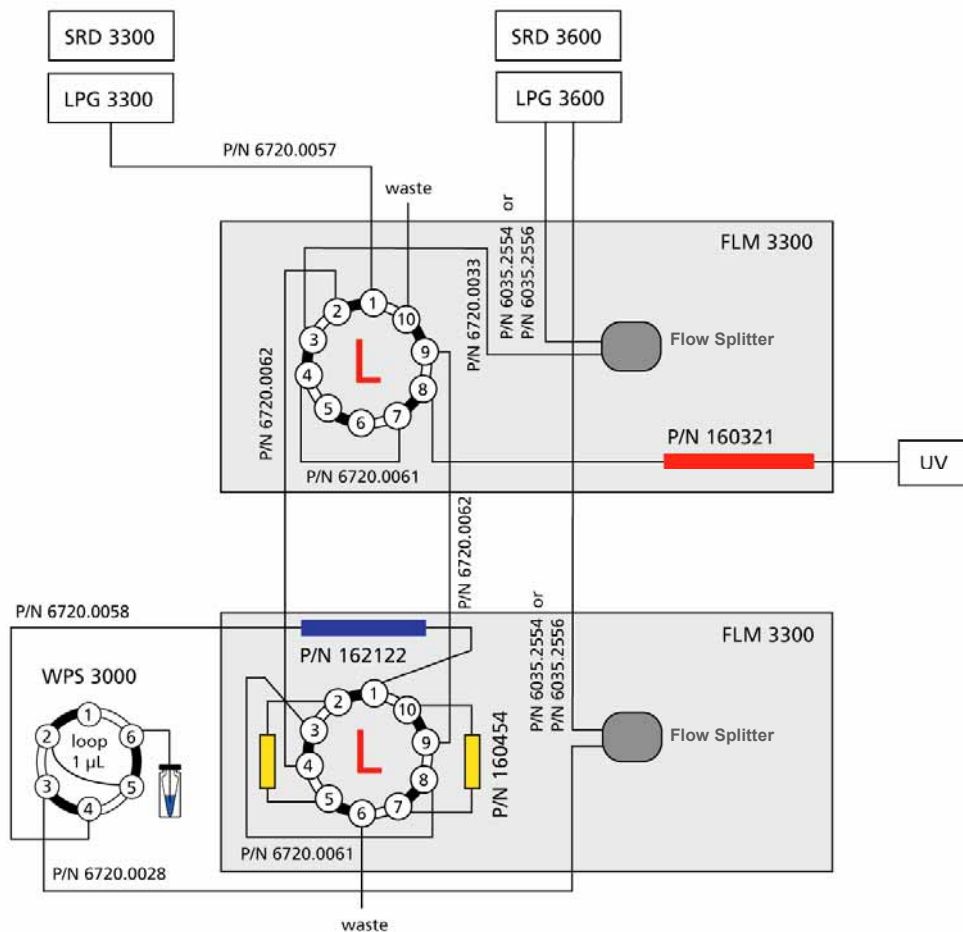 SRD 3300
SRD 3600
LPG 3300
LPG 3600
P/N 6720.0057
waste
P/N 6720.0033
P/N 6035.2554 or
P/N 6035.2556
FLM 3300
1
2
10
3
9
4
8
5
6
7
L
Flow Splitter
P/N 6720.0062
P/N 160321
UV
P/N 6720.0061
P/N 6720.0062
P/N 6720.0058
P/N 162122
P/N 6035.2554 or
P/N 6035.2556
FLM 3300
WPS 3000
1
2
6
loop
1 µL
3
5
4
1
2
10
3
9
4
8
5
6
7
L
P/N 160454
Flow Splitter
P/N 6720.0061
P/N 6720.0028
waste